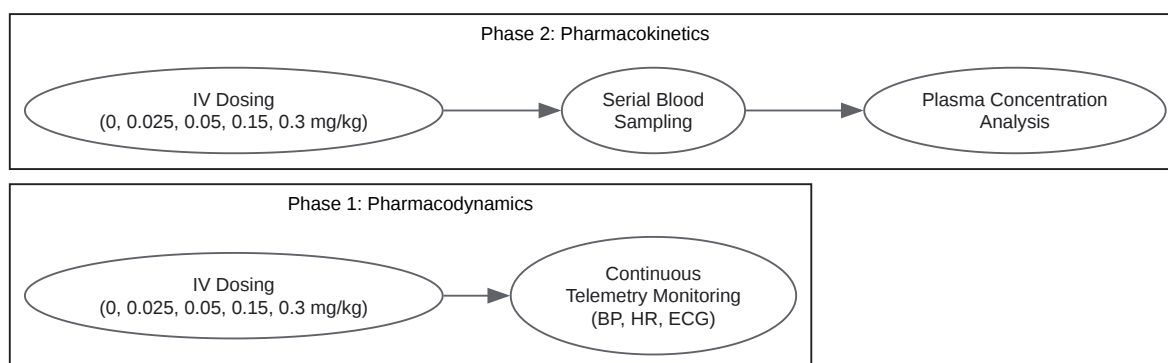 Phase 2: Pharmacokinetics
IV Dosing
(0, 0.025, 0.05, 0.15, 0.3 mg/kg)
Serial Blood
Sampling
Plasma Concentration
Analysis
Phase 1: Pharmacodynamics
IV Dosing
(0, 0.025, 0.05, 0.15, 0.3 mg/kg)
Continuous
Telemetry Monitoring
(BP, HR, ECG)